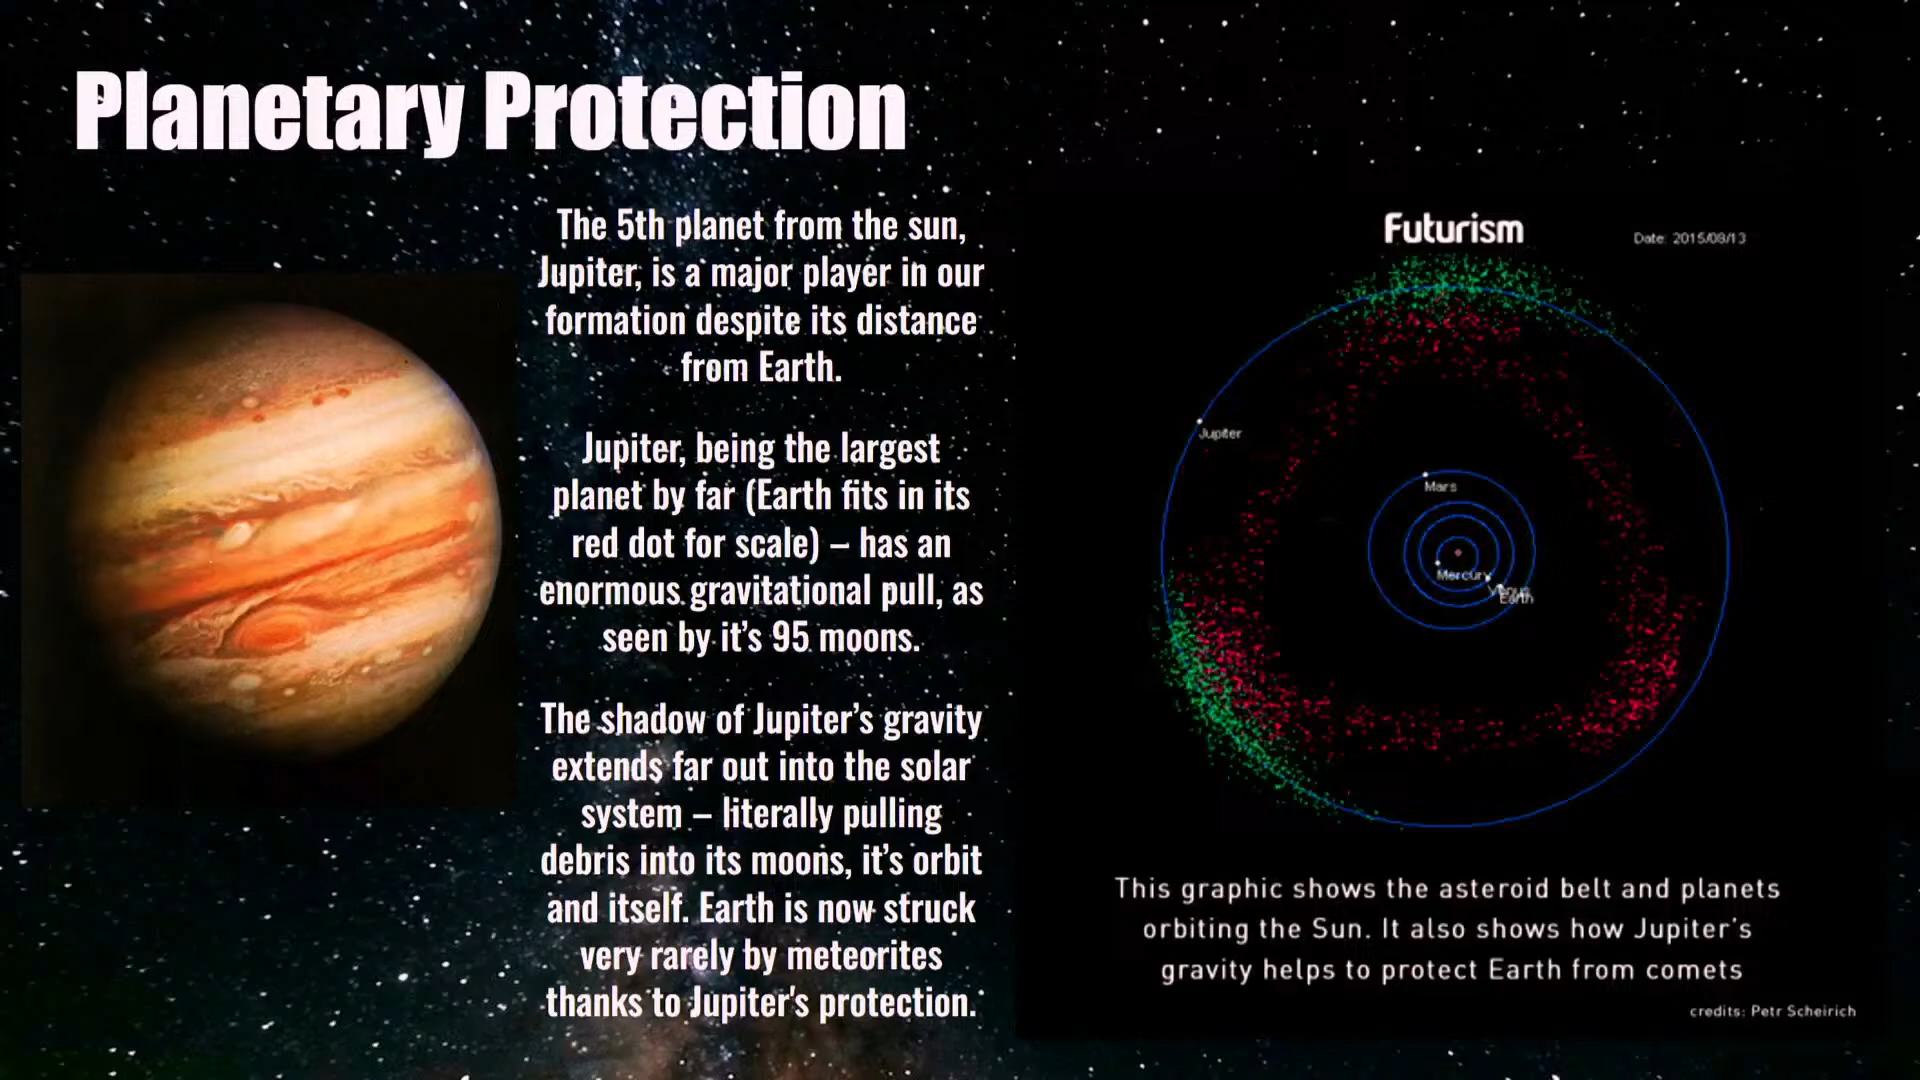 Planetary Protection
The 5th planet from the sun,
Jupiter, is a major player in our
formation despite its distance
from Earth.
Jupiter, being the largest
planet by far (Earth fits in its
red dot for scale) – has an
enormous gravitational pull, as
seen by it’s 95 moons.
The shadow of Jupiter’s gravity
extends far out into the solar
system – literally pulling
debris into its moons, it’s orbit
and itself. Earth is now struck
very rarely by meteorites
thanks to Jupiter's protection.
Futurism
Date: 2015/08/13
Jupiter
Mars
Mercury
Venus
Earth
This graphic shows the asteroid belt and planets
orbiting the Sun. It also shows how Jupiter's
gravity helps to protect Earth from comets
credits: Petr Scheirich